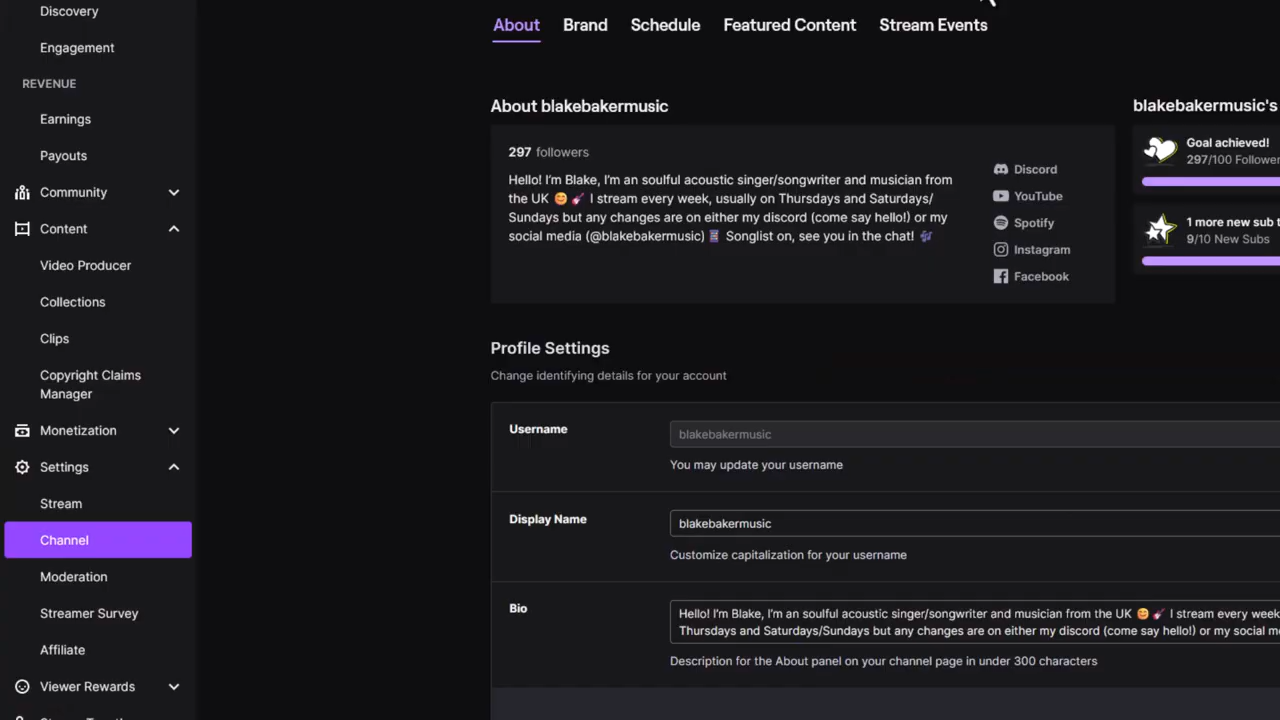 Discovery
Engagement
REVENUE
Earnings
Payouts
Community
Content
Video Producer
Collections
Clips
Copyright Claims
Manager
Monetization
Settings
Stream
Channel
Moderation
Streamer Survey
Affiliate
Viewer Rewards
About Brand Schedule Featured Content Stream Events
About blakebakermusic
297 followers
Hello! I'm Blake, I'm an soulful acoustic singer/songwriter and musician from
the UK 😊 🎸 I stream every week, usually on Thursdays and Saturdays/
Sundays but any changes are on either my discord (come say hello!) or my
social media (@blakebakermusic) 🧵 Songlist on, see you in the chat! 🎶
Discord
YouTube
Spotify
Instagram
Facebook
blakebakermusic's
Goal achieved!
297/100 Follower
1 more new sub t
9/10 New Subs
Profile Settings
Change identifying details for your account
Username
blakebakermusic
You may update your username
Display Name
blakebakermusic
Customize capitalization for your username
Bio
Hello! I'm Blake, I'm an soulful acoustic singer/songwriter and musician from the UK 😊 🎸 I stream every week
Thursdays and Saturdays/Sundays but any changes are on either my discord (come say hello!) or my social m
Description for the About panel on your channel page in under 300 characters